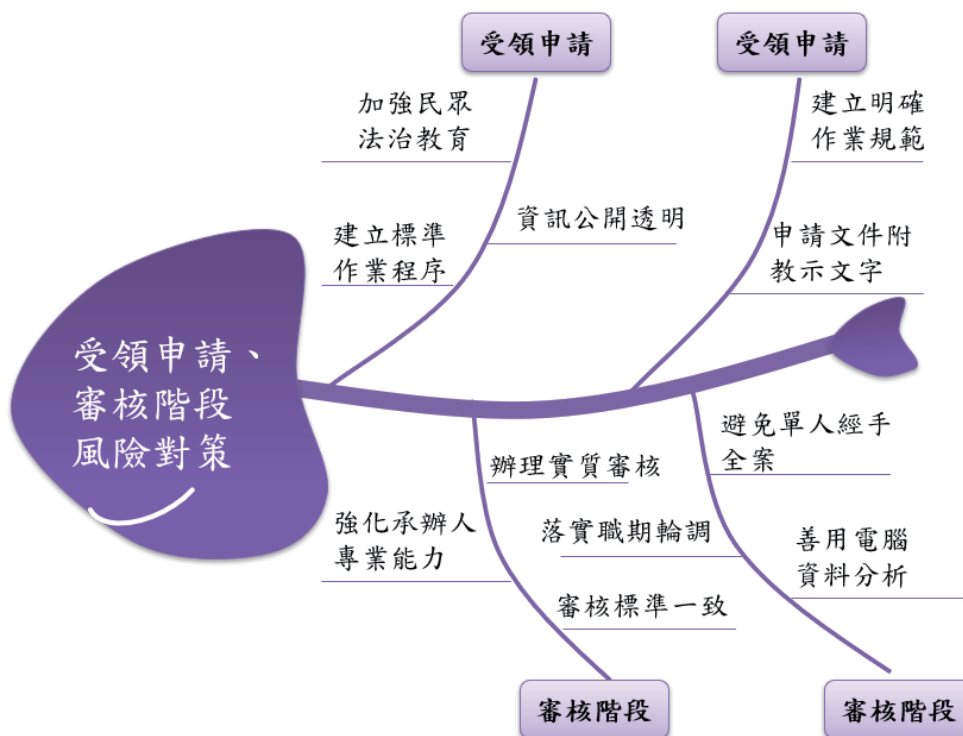 受領申請
受領申請
加強民眾
法治教育
建立明確
作業規範
資訊公開透明
建立標準
作業程序
申請文件附
教示文字
受領申請、
審核階段
風險對策
避免單人經手
全案
辦理實質審核
強化承辦人
專業能力
落實職期輪調
善用電腦
資料分析
審核標準一致
審核階段
審核階段